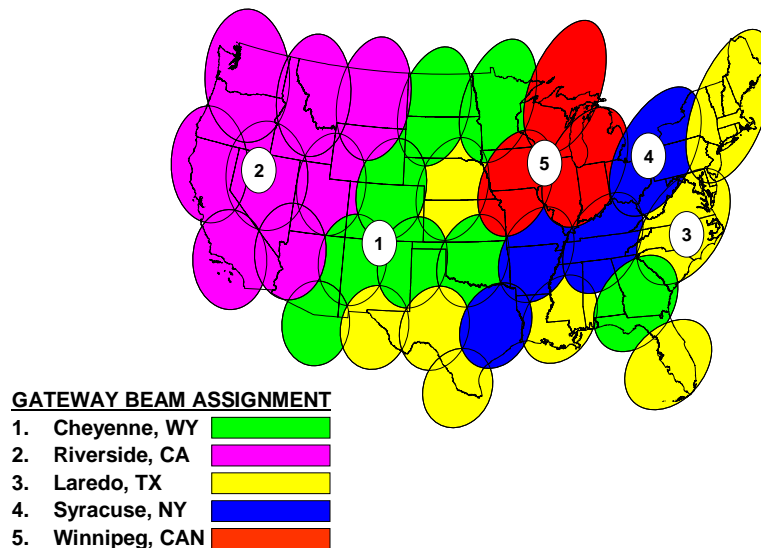 2
5
4
1
3
GATEWAY BEAM ASSIGNMENT
1. Cheyenne, WY
2. Riverside, CA
3. Laredo, TX
4. Syracuse, NY
5. Winnipeg, CAN